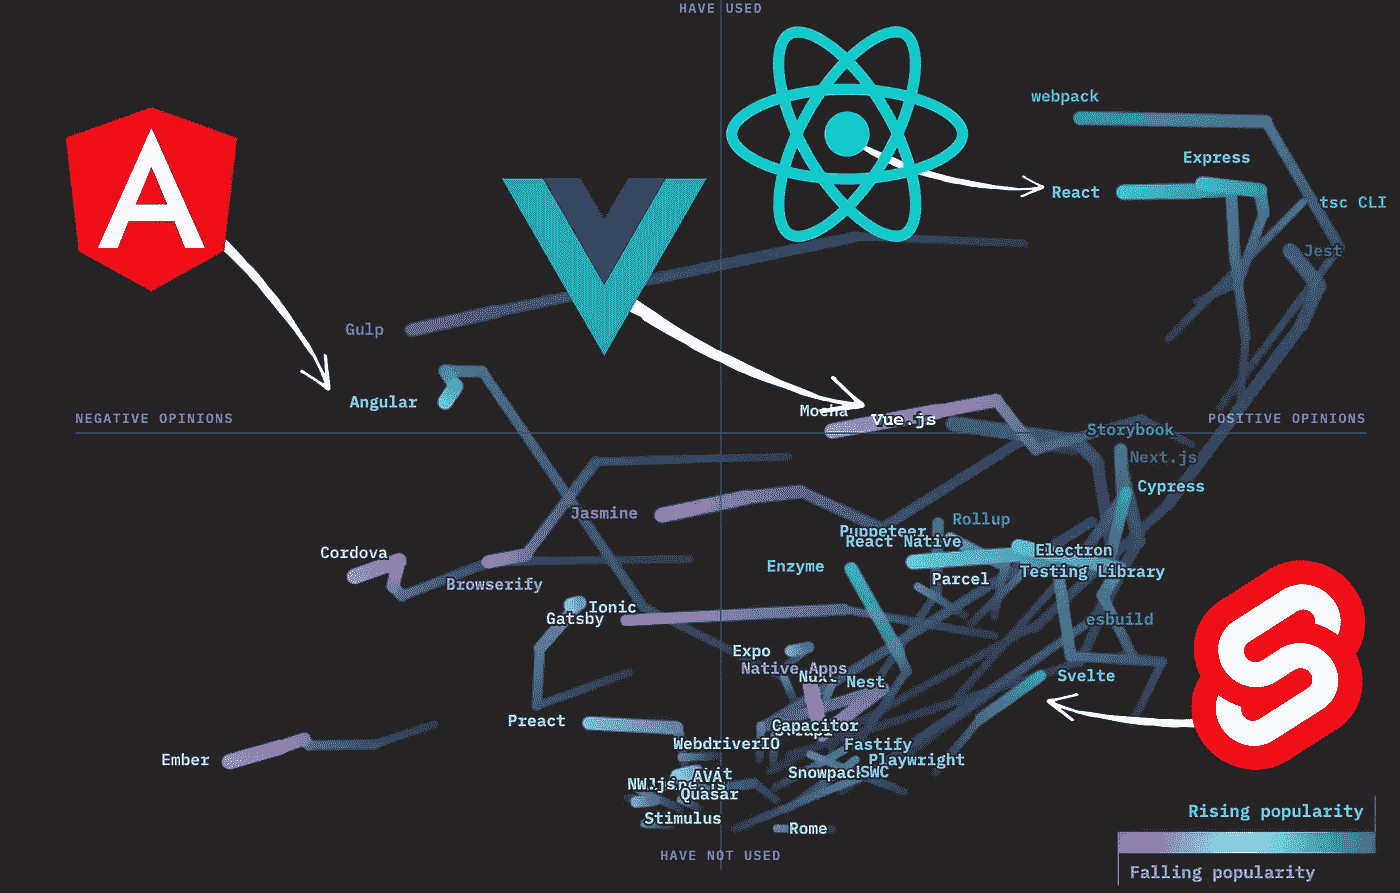 HAVE USED
webpack
Express
React
tsc CLI
Jest
Gulp
Angular
Mocha
Vue.js
NEGATIVE OPINIONS
POSITIVE OPINIONS
Storybook
Next.js
Cypress
Jasmine
Rollup
Puppeteer
React Native
Electron
Cordova
Enzyme
Testing Library
Browserify
Parcel
Ionic
Gatsby
esbuild
Expo
Native Apps
Nuxt
Nest
Svelte
Preact
Capacitor
WebdriverIO
Fastify
Ember
Playwright
Snowpack
SWC
AVA
NW.js
Quasar
Stimulus
Rome
HAVE NOT USED
Rising popularity
Falling popularity